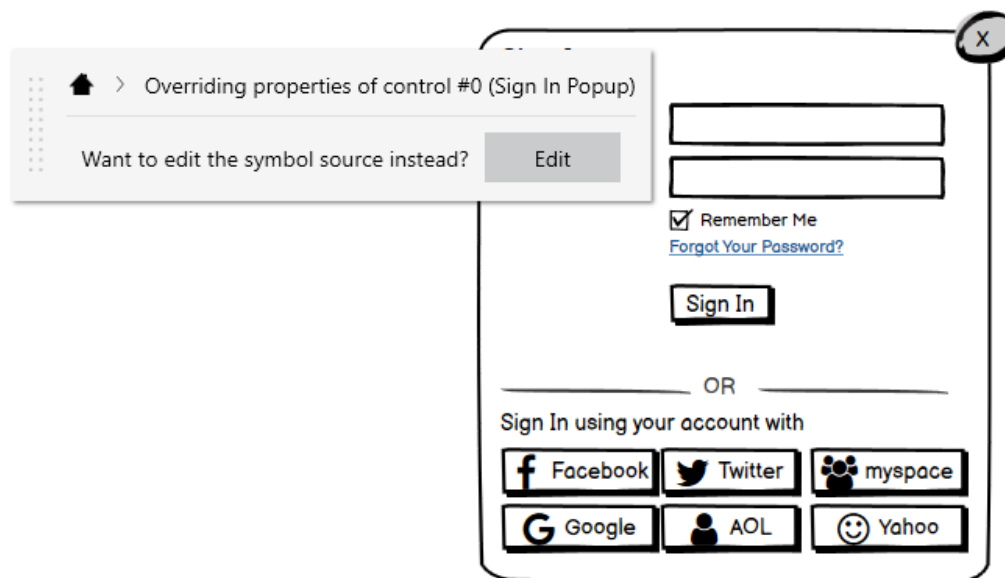 X
Overriding properties of control #0 (Sign In Popup)
Want to edit the symbol source instead? Edit
Remember Me
Forgot Your Password?
Sign In
OR
Sign In using your account with
Facebook Twitter myspace
Google AOL Yahoo